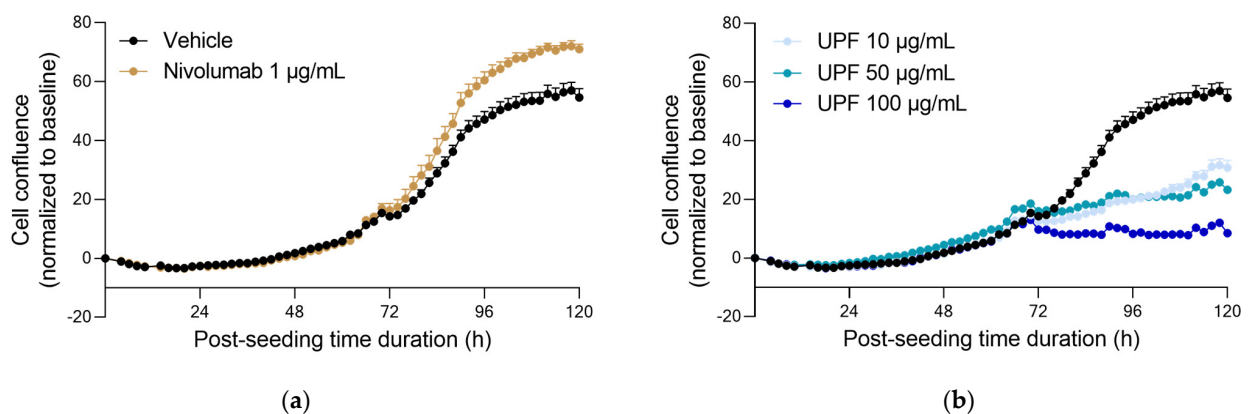 Vehicle
Nivolumab 1 µg/mL
Cell confluence
(normalized to baseline)
80
60
40
20
0
-20
24
48
72
96
120
Post-seeding time duration (h)
(a)
UPF 10 µg/mL
UPF 50 µg/mL
UPF 100 µg/mL
Cell confluence
(normalized to baseline)
80
60
40
20
0
-20
24
48
72
96
120
Post-seeding time duration (h)
(b)